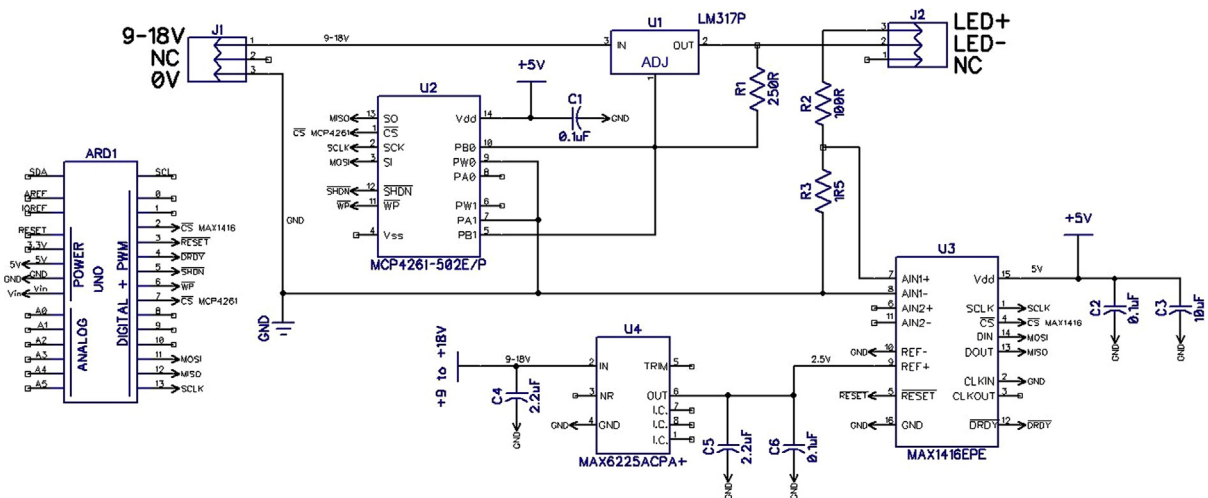 9-18V
NC
0V
J1
1
2
3
9-18V
U1
LM317P
3 IN
OUT 2
ADJ
1
J2
3
2
1
LED+
LED-
NC
R1
250R
R2
100R
R3
1R5
+5V
C1
0.1uF
GND
U2
MISO 13 SO
Vdd 14
CS MCP4261 1 CS
SCLK 2 SCK
PB0 10
MOSI 3 SI
PW0 9
PA0 8
SHDN 12 SHDN
WP 11 WP
PW1 6
PA1 7
4 Vss
PB1 5
MCP4261-502E/P
GND
GND
ARD1
SDA
SCL
AREF
0
IOREF
1
RESET
2 CS MAX1416
3.3V
3 RESET
5V 5V
4 DRDY
GND GND
5 SHDN
Vin Vin
6 WP
7 CS MCP4261
A0
8
A1
9
A2
10
A3
11 MOSI
A4
12 MISO
A5
13 SCLK
POWER
ANALOG
UNO
DIGITAL + PWM
+9 to +18V
9-18V
C4
2.2uF
GND
U4
2 IN
TRIM 5
3 NR
OUT 6
GND 4 GND
I.C. 7
I.C. 8
I.C. 1
MAX6225ACPA+
2.5V
C5
2.2uF
GND
C6
0.1uF
GND
U3
7 AIN1+
Vdd 15
8 AIN1-
6 AIN2+
SCLK 1 SCLK
11 AIN2-
CS 4 CS MAX1416
DIN 14 MOSI
GND 10 REF-
DOUT 13 MISO
9 REF+
CLKIN 2 GND
RESET 5 RESET
CLKOUT 3
GND 16 GND
DRDY 12 DRDY
MAX1416EPE
5V
+5V
C2
0.1uF
GND
C3
10uF
GND